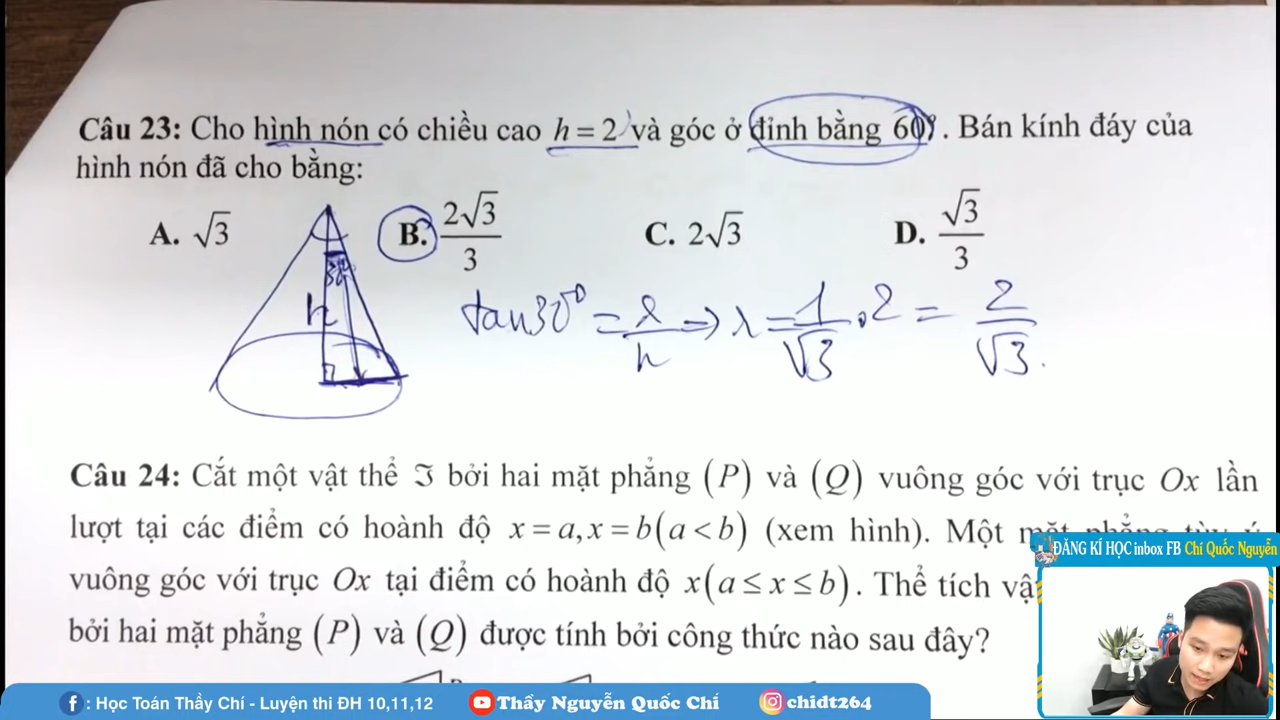 Câu 23: Cho hình nón có chiều cao h = 2 và góc ở đỉnh bằng 60°. Bán kính đáy của
hình nón đã cho bằng:
A. √3 B. 2√3/3 C. 2√3 D. √3/3
30°
h
tan30° = r/h ⇒ r = 1/√3 . 2 = 2/√3.
Câu 24: Cắt một vật thể ℑ bởi hai mặt phẳng (P) và (Q) vuông góc với trục Ox lần
lượt tại các điểm có hoành độ x = a, x = b (a < b) (xem hình). Một mặt phẳng tùy ý
vuông góc với trục Ox tại điểm có hoành độ x (a ≤ x ≤ b). Thể tích vậ
bởi hai mặt phẳng (P) và (Q) được tính bởi công thức nào sau đây?
ĐĂNG KÍ HỌC inbox FB Chí Quốc Nguyễn
: Học Toán Thầy Chí - Luyện thi ĐH 10,11,12 Thầy Nguyễn Quốc Chí chidt264